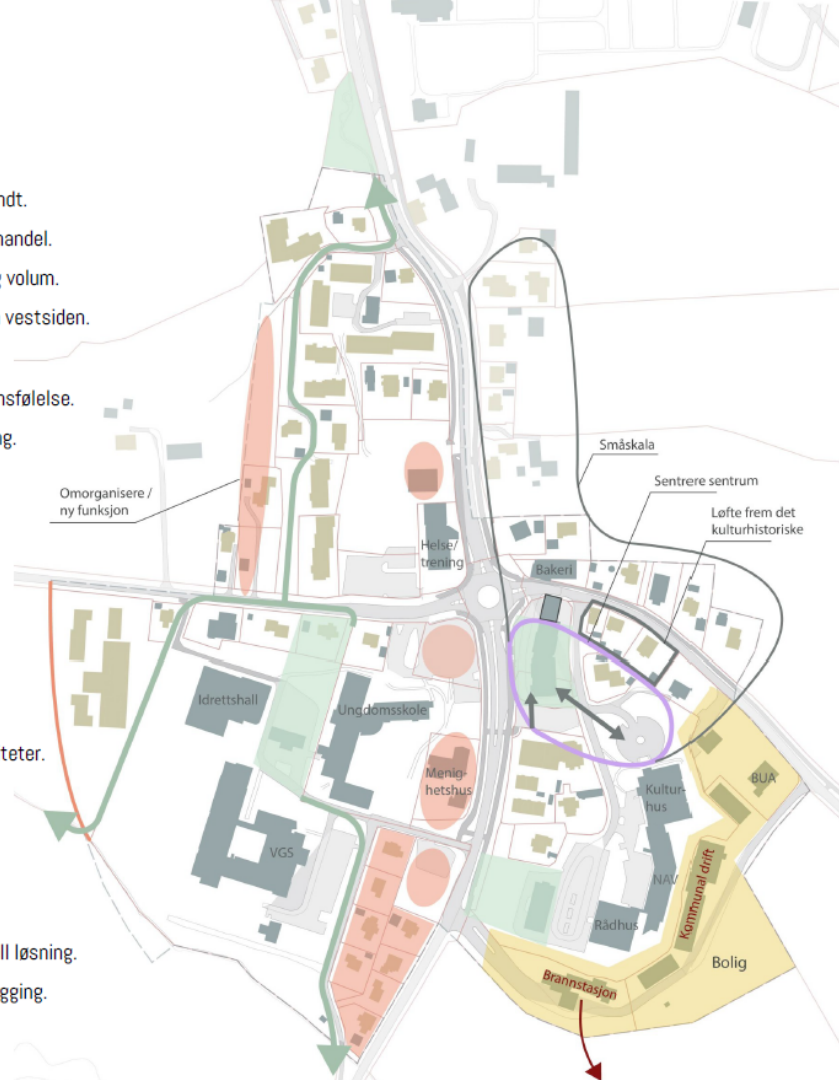 ndt.
handel.
g volum.
n vestsiden.
nsfølelse.
ng.
Småskala
Sentrere sentrum
Løfte frem det
kulturhistoriske
Omorganisere /
ny funksjon
Helse/
trening
Bakeri
Idrettshall
Ungdomsskole
Menig-
hetshus
VGS
Kultur-
hus
BUA
NAV
Kommunal drift
Rådhus
Bolig
Brannstasjon
teter.
ll løsning.
gging.